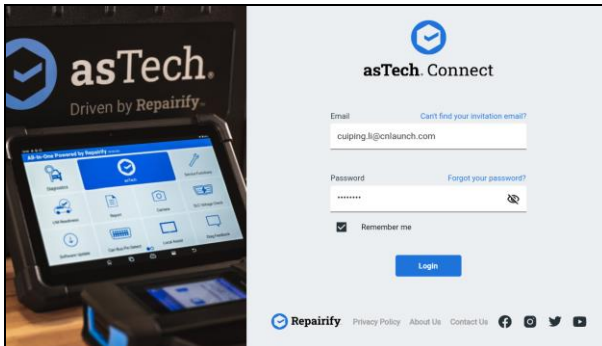 asTech.
Driven by Repairify
All-In-One Powered by Repairify
Diagnostics
asTech
Service Functions
Report
Camera
Software Update
Local Assist
asTech. Connect
Email
Can't find your invitation email?
cuiping.li@cnlaunch.com
Password
Forgot your password?
········
Remember me
Login
Repairify
Privacy Policy
About Us
Contact Us